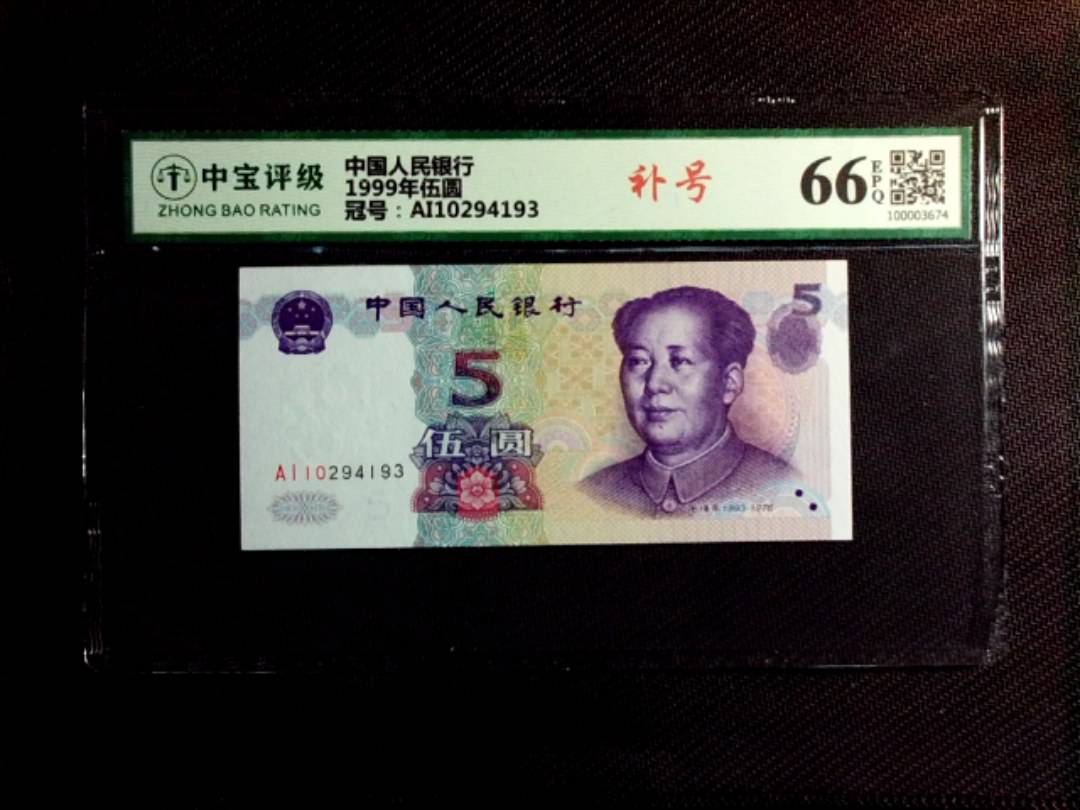 中宝评级
ZHONG BAO RATING
中国人民银行
1999年伍圆
冠号：AI10294193
补号
66
EPQ
100003674
中国人民银行
5
5
伍圆
AI10294193
1893-1976